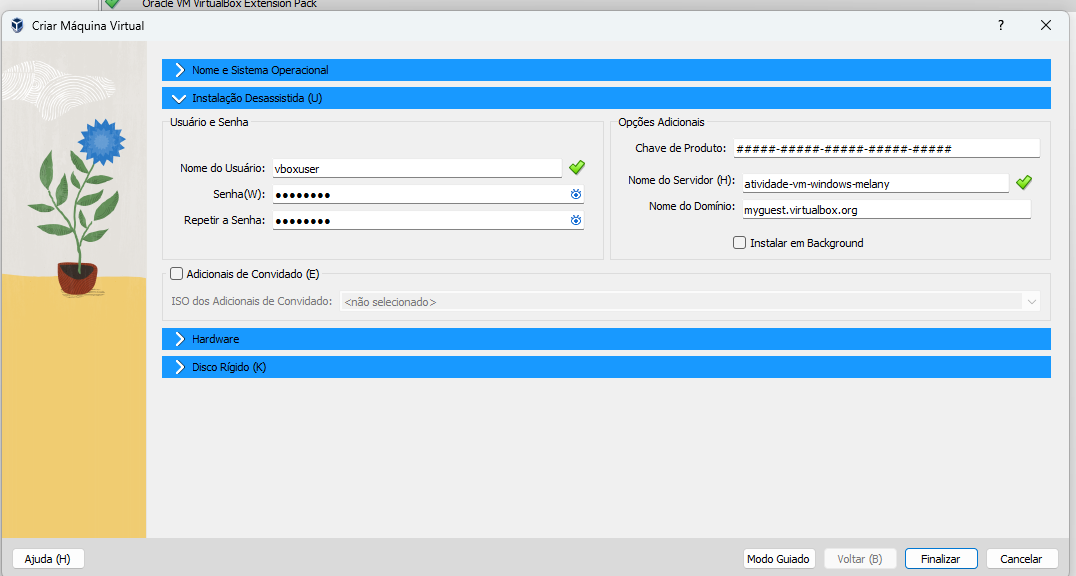 Oracle VM VirtualBox Extension Pack
Criar Máquina Virtual
?
Nome e Sistema Operacional
Instalação Desassistida (U)
Usuário e Senha
Nome do Usuário: vboxuser
Senha(W): ●●●●●●●●
Repetir a Senha: ●●●●●●●●
Opções Adicionais
Chave de Produto: #####-#####-#####-#####-#####
Nome do Servidor (H): atividade-vm-windows-melany
Nome do Domínio: myguest.virtualbox.org
Instalar em Background
Adicionais de Convidado (E)
ISO dos Adicionais de Convidado: <não selecionado>
Hardware
Disco Rígido (K)
Ajuda (H)
Modo Guiado
Voltar (B)
Finalizar
Cancelar